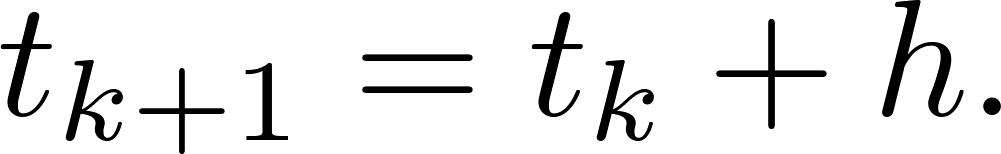 t_{k+1} = t_k + h.